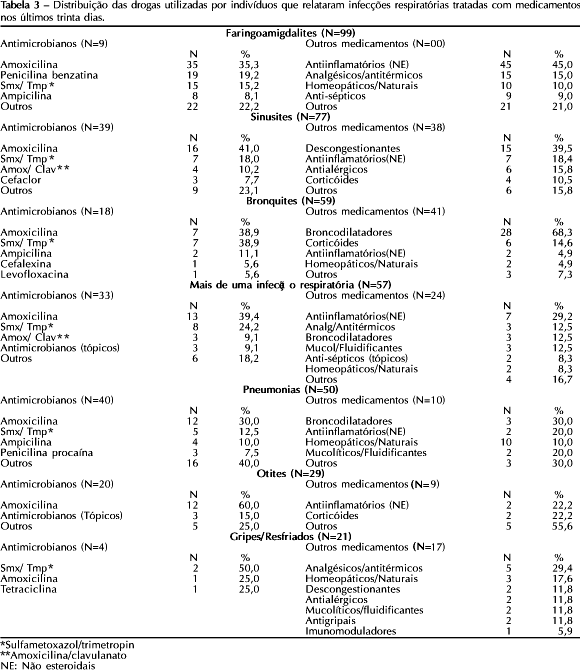 Tabela 3 – Distribuição das drogas utilizadas por indivíduos que relataram infecções respiratórias tratadas com medicamentos
nos últimos trinta dias.
Faringoamigdalites (N=99)
Antimicrobianos (N=9) Outros medicamentos (N=00)
N % N %
Amoxicilina 35 35,3 Antiinflamatórios (NE) 45 45,0
Penicilina benzatina 19 19,2 Analgésicos/antitérmicos 15 15,0
Smx/ Tmp* 15 15,2 Homeopáticos/Naturais 10 10,0
Ampicilina 8 8,1 Anti-sépticos 9 9,0
Outros 22 22,2 Outros 21 21,0
Sinusites (N=77)
Antimicrobianos (N=39) Outros medicamentos (N=38)
N % N %
Amoxicilina 16 41,0 Descongestionantes 15 39,5
Smx/ Tmp* 7 18,0 Antiinflamatórios(NE) 7 18,4
Amox/ Clav** 4 10,2 Antialérgicos 6 15,8
Cefaclor 3 7,7 Corticóides 4 10,5
Outros 9 23,1 Outros 6 15,8
Bronquites (N=59)
Antimicrobianos (N=18) Outros medicamentos (N=41)
N % N %
Amoxicilina 7 38,9 Broncodilatadores 28 68,3
Smx/ Tmp* 7 38,9 Corticóides 6 14,6
Ampicilina 2 11,1 Antiinflamatórios(NE) 2 4,9
Cefalexina 1 5,6 Homeopáticos/Naturais 2 4,9
Levofloxacina 1 5,6 Outros 3 7,3
Mais de uma infecção respiratória (N=57)
Antimicrobianos (N=33) Outros medicamentos (N=24)
N % N %
Amoxicilina 13 39,4 Antiinflamatórios(NE) 7 29,2
Smx/ Tmp* 8 24,2 Analg/Antitérmicos 3 12,5
Amox/ Clav** 3 9,1 Broncodilatadores 3 12,5
Antimicrobianos (tópicos) 3 9,1 Mucol/Fluidificantes 3 12,5
Outros 6 18,2 Anti-sépticos (tópicos) 2 8,3
Homeopáticos/Naturais 2 8,3
Outros 4 16,7
Pneumonias (N=50)
Antimicrobianos (N=40) Outros medicamentos (N=10)
N % N %
Amoxicilina 12 30,0 Broncodilatadores 3 30,0
Smx/ Tmp* 5 12,5 Antiinflamatórios(NE) 2 20,0
Ampicilina 4 10,0 Homeopáticos/Naturais 10 10,0
Penicilina procaína 3 7,5 Mucolíticos/Fluidificantes 2 20,0
Outros 16 40,0 Outros 3 30,0
Otites (N=29)
Antimicrobianos (N=20) Outros medicamentos (N=9)
N % N %
Amoxicilina 12 60,0 Antiinflamatórios (NE) 2 22,2
Antimicrobianos (Tópicos) 3 15,0 Corticóides 2 22,2
Outros 5 25,0 Outros 5 55,6
Gripes/Resfriados (N=21)
Antimicrobianos (N=4) Outros medicamentos (N=17)
N % N %
Smx/ Tmp* 2 50,0 Analgésicos/antitérmicos 5 29,4
Amoxicilina 1 25,0 Homeopáticos/Naturais 3 17,6
Tetraciclina 1 25,0 Descongestionantes 2 11,8
Antialérgicos 2 11,8
Mucolíticos/fluidificantes 2 11,8
Antigripais 2 11,8
Imunomoduladores 1 5,9
*Sulfametoxazol/trimetropin
**Amoxicilina/clavulanato
NE: Não esteroidais